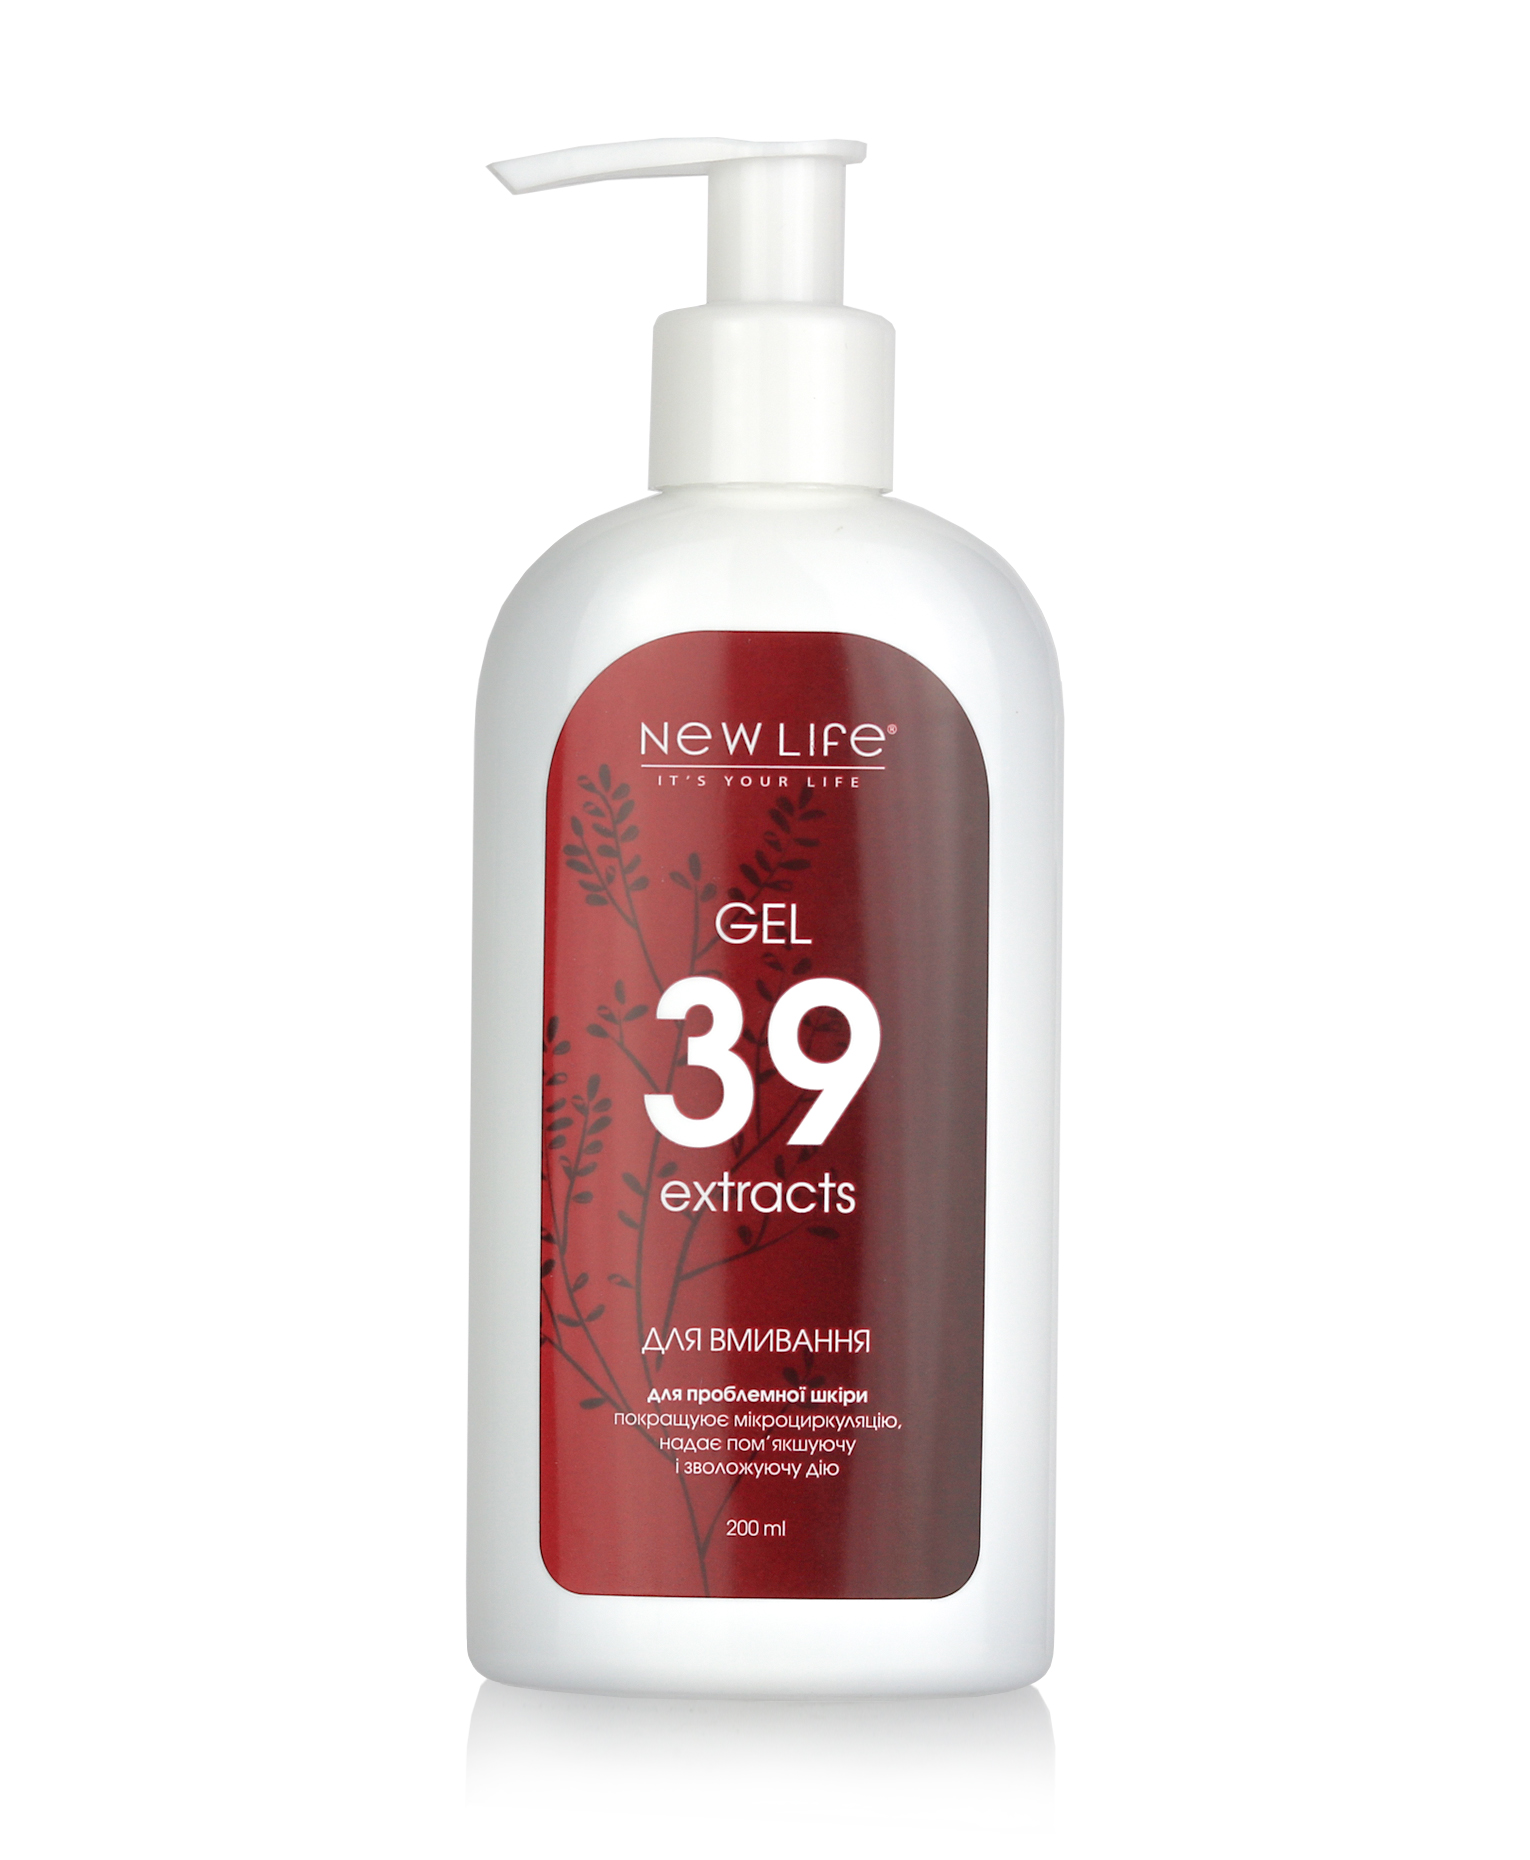 NEW LIFE®
IT'S YOUR LIFE
GEL
39
extracts
ДЛЯ ВМИВАННЯ
для проблемної шкіри
покращуює мікроциркуляцію,
надає пом'якшуючу
і зволожуючу дію
200 ml